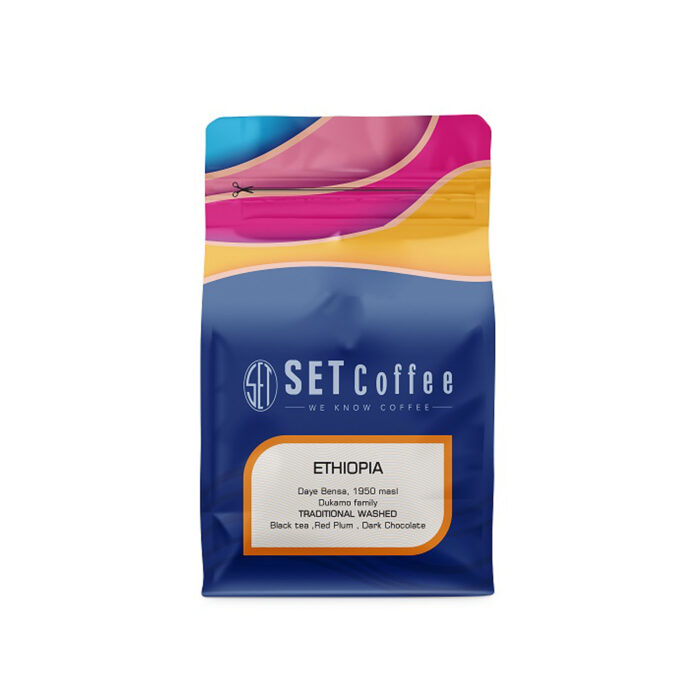 SET
SET Coffee
WE KNOW COFFEE
ETHIOPIA
Daye Bensa, 1950 masl
Dukamo family
TRADITIONAL WASHED
Black tea ,Red Plum , Dark Chocolate